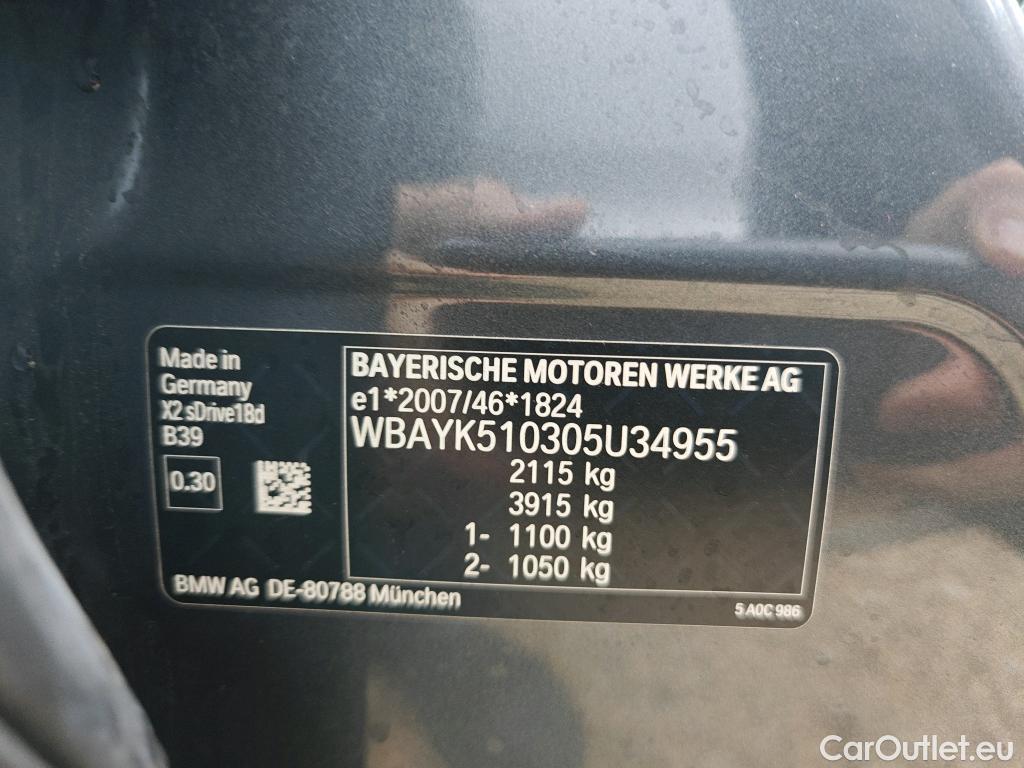 Made in
Germany
X2 sDrive18d
B39
0.30
BAYERISCHE MOTOREN WERKE AG
e1*2007/46*1824
WBAYK510305U34955
2115 kg
3915 kg
1- 1100 kg
2- 1050 kg
BMW AG DE-80788 München
5 A0C 986
CarOutlet.eu